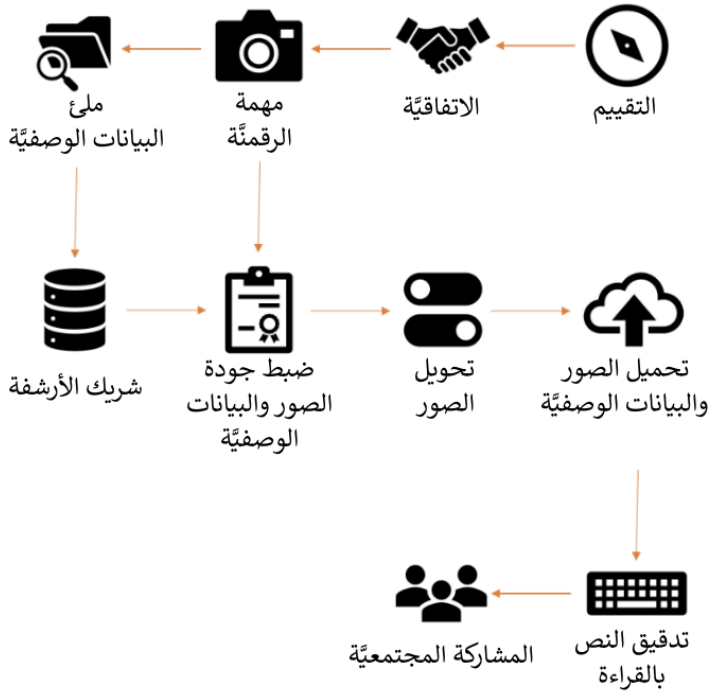 التقييم
الاتفاقيَّة
مهمة
الرقمنَّة
ملئ
البيانات الوصفيَّة
شريك الأرشفة
ضبط جودة
الصور والبيانات
الوصفيَّة
تحويل
الصور
تحميل الصور
والبيانات الوصفيَّة
تدقيق النص
بالقراءة
المشاركة المجتمعيَّة